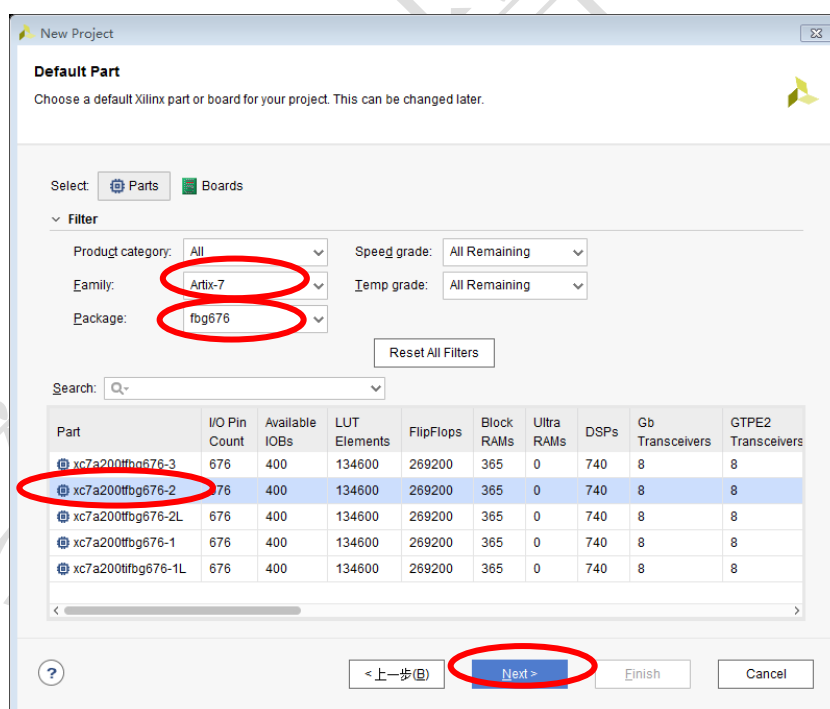 New Project
Default Part
Choose a default Xilinx part or board for your project. This can be changed later.
Select: Parts Boards
Filter
Product category: All Speed grade: All Remaining
Family: Artix-7 Temp grade: All Remaining
Package: fbg676
Reset All Filters
Search: Q-
Part I/O Pin Count Available IOBs LUT Elements FlipFlops Block RAMs Ultra RAMs DSPs Gb Transceivers GTPE2 Transceivers
xc7a200tfbg676-3 676 400 134600 269200 365 0 740 8 8
xc7a200tfbg676-2 676 400 134600 269200 365 0 740 8 8
xc7a200tfbg676-2L 676 400 134600 269200 365 0 740 8 8
xc7a200tfbg676-1 676 400 134600 269200 365 0 740 8 8
xc7a200tifbg676-1L 676 400 134600 269200 365 0 740 8 8
? <上一步(B) Next > Finish Cancel